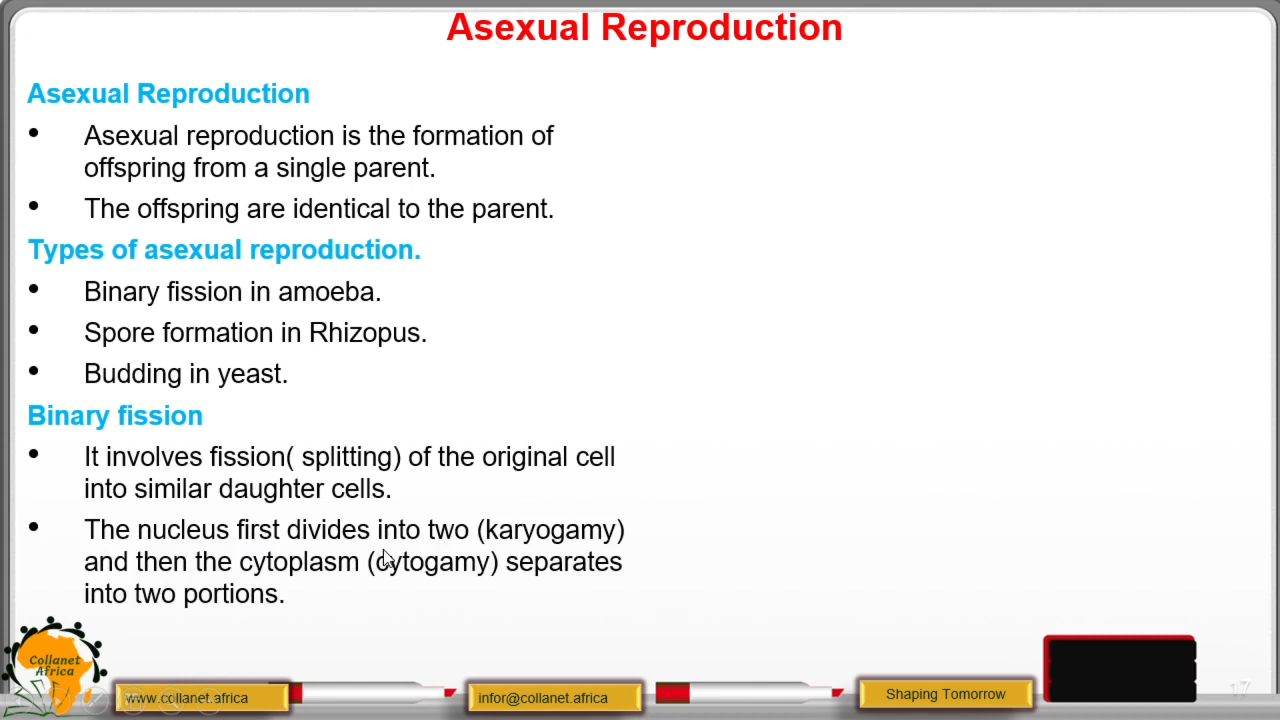 Asexual Reproduction
Asexual Reproduction
• Asexual reproduction is the formation of
offspring from a single parent.
• The offspring are identical to the parent.
Types of asexual reproduction.
• Binary fission in amoeba.
• Spore formation in Rhizopus.
• Budding in yeast.
Binary fission
• It involves fission( splitting) of the original cell
into similar daughter cells.
• The nucleus first divides into two (karyogamy)
and then the cytoplasm (cytogamy) separates
into two portions.
Collanet
Africa
www.collanet.africa
infor@collanet.africa
Shaping Tomorrow
17